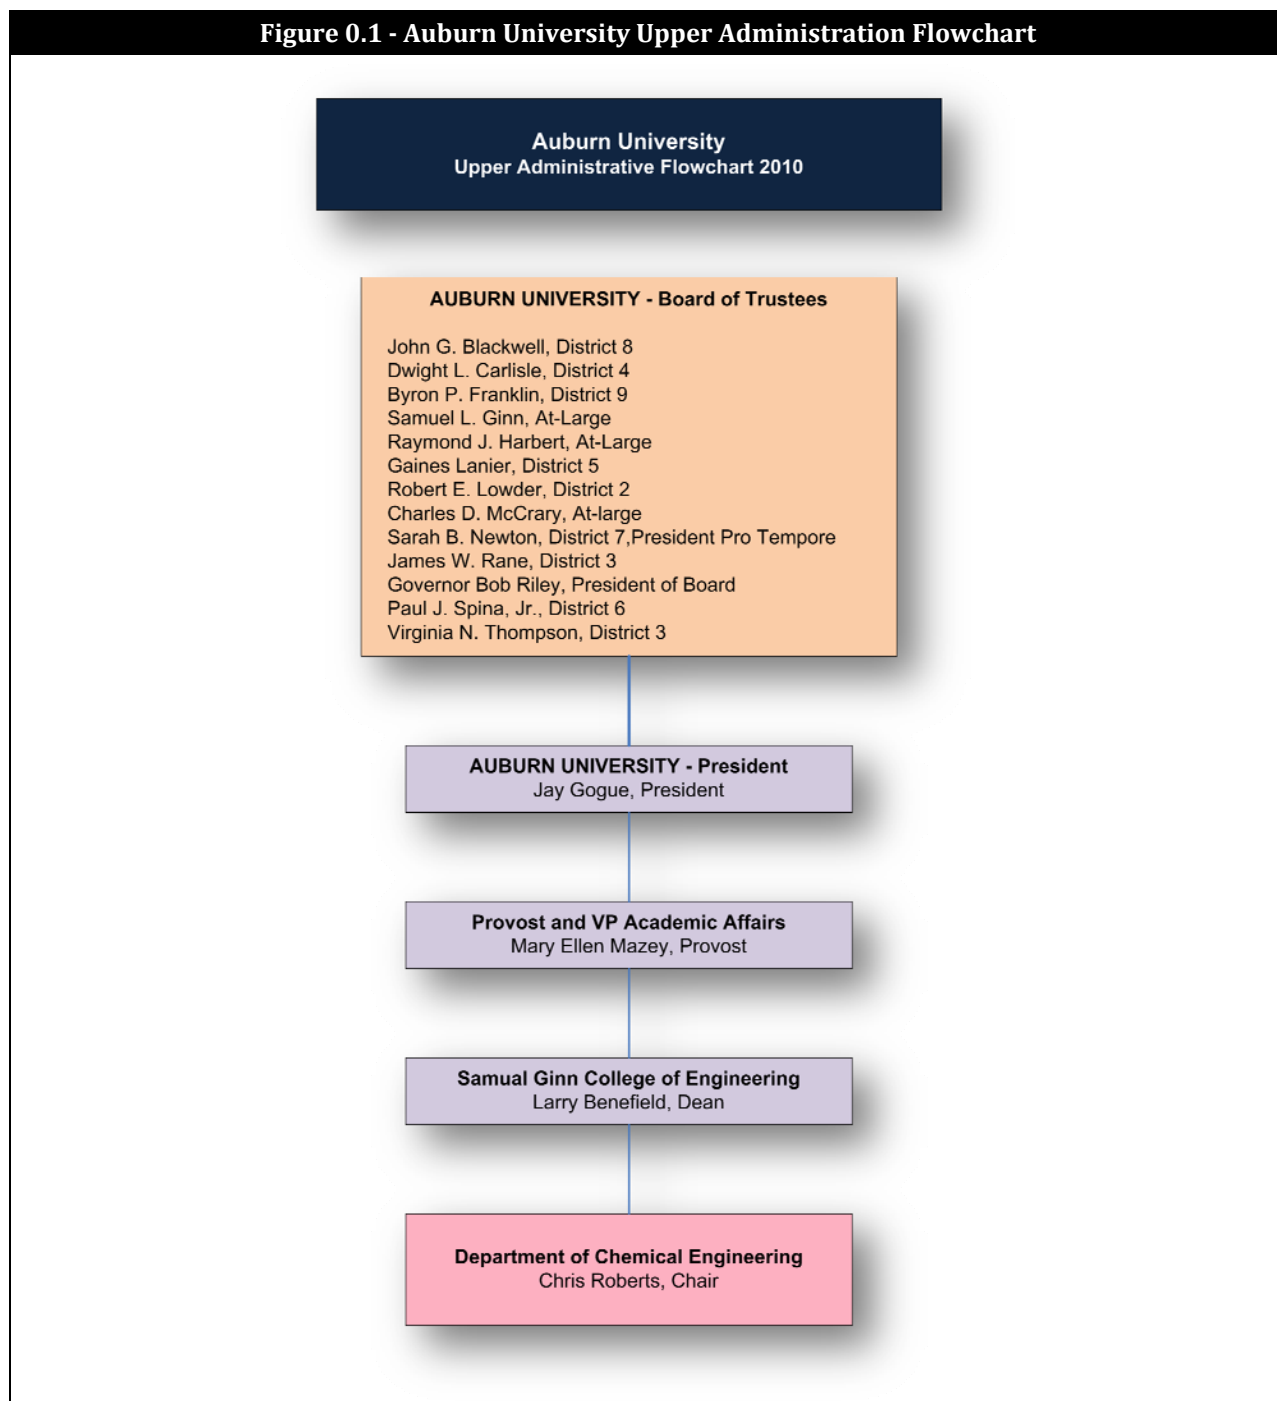 Figure 0.1 - Auburn University Upper Administration Flowchart
Auburn University
Upper Administrative Flowchart 2010
AUBURN UNIVERSITY - Board of Trustees
John G. Blackwell, District 8
Dwight L. Carlisle, District 4
Byron P. Franklin, District 9
Samuel L. Ginn, At-Large
Raymond J. Harbert, At-Large
Gaines Lanier, District 5
Robert E. Lowder, District 2
Charles D. McCrary, At-large
Sarah B. Newton, District 7,President Pro Tempore
James W. Rane, District 3
Governor Bob Riley, President of Board
Paul J. Spina, Jr., District 6
Virginia N. Thompson, District 3
AUBURN UNIVERSITY - President
Jay Gogue, President
Provost and VP Academic Affairs
Mary Ellen Mazey, Provost
Samual Ginn College of Engineering
Larry Benefield, Dean
Department of Chemical Engineering
Chris Roberts, Chair